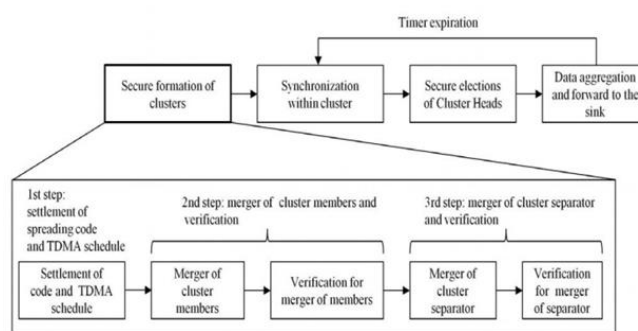 Timer expiration
Secure formation of
clusters
Synchronization
within cluster
Secure elections
of Cluster Heads
Data aggregation
and forward to the
sink
1st step:
settlement of
spreading code
and TDMA schedule
2nd step: merger of cluster members and
verification
3rd step: merger of cluster separator
and verification
Settlement of
code and TDMA
schedule
Merger of
cluster
members
Verification for
merger of members
Merger of
cluster
separator
Verification
for merger
of separator